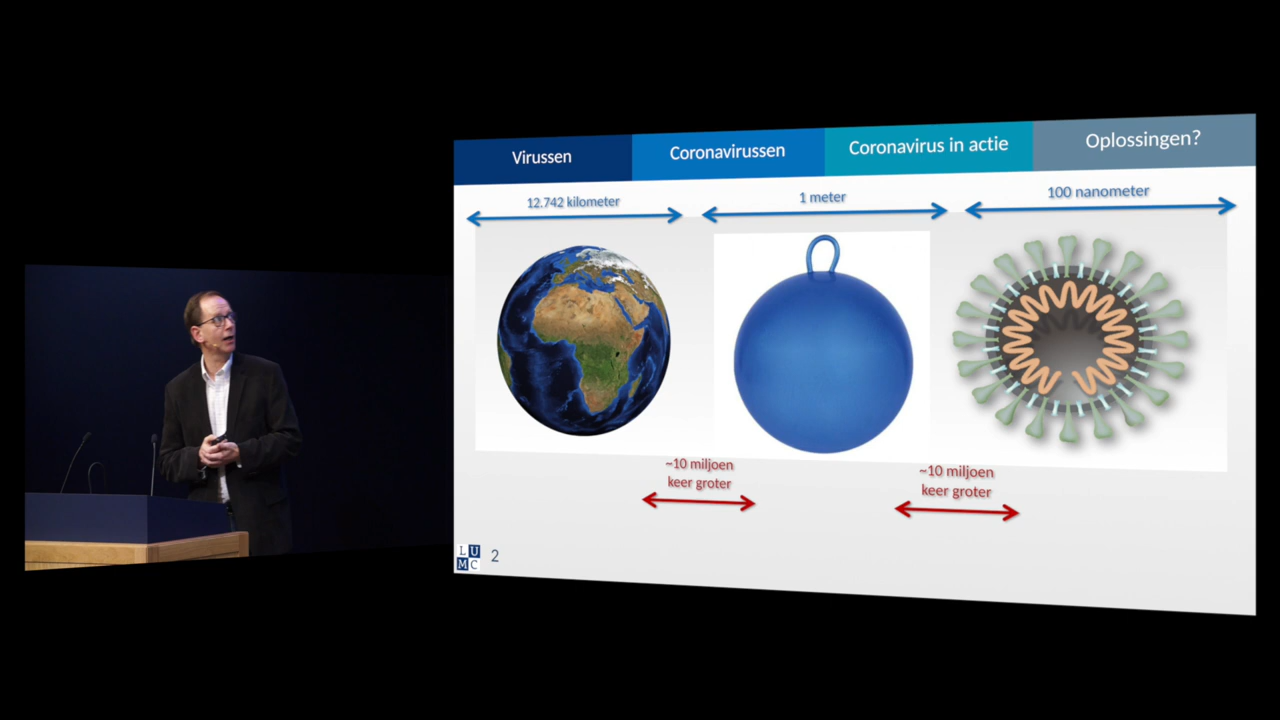 Virussen
Coronavirussen
Coronavirus in actie
Oplossingen?
12.742 kilometer
1 meter
100 nanometer
~10 miljoen
keer groter
~10 miljoen
keer groter
L U
M C
2